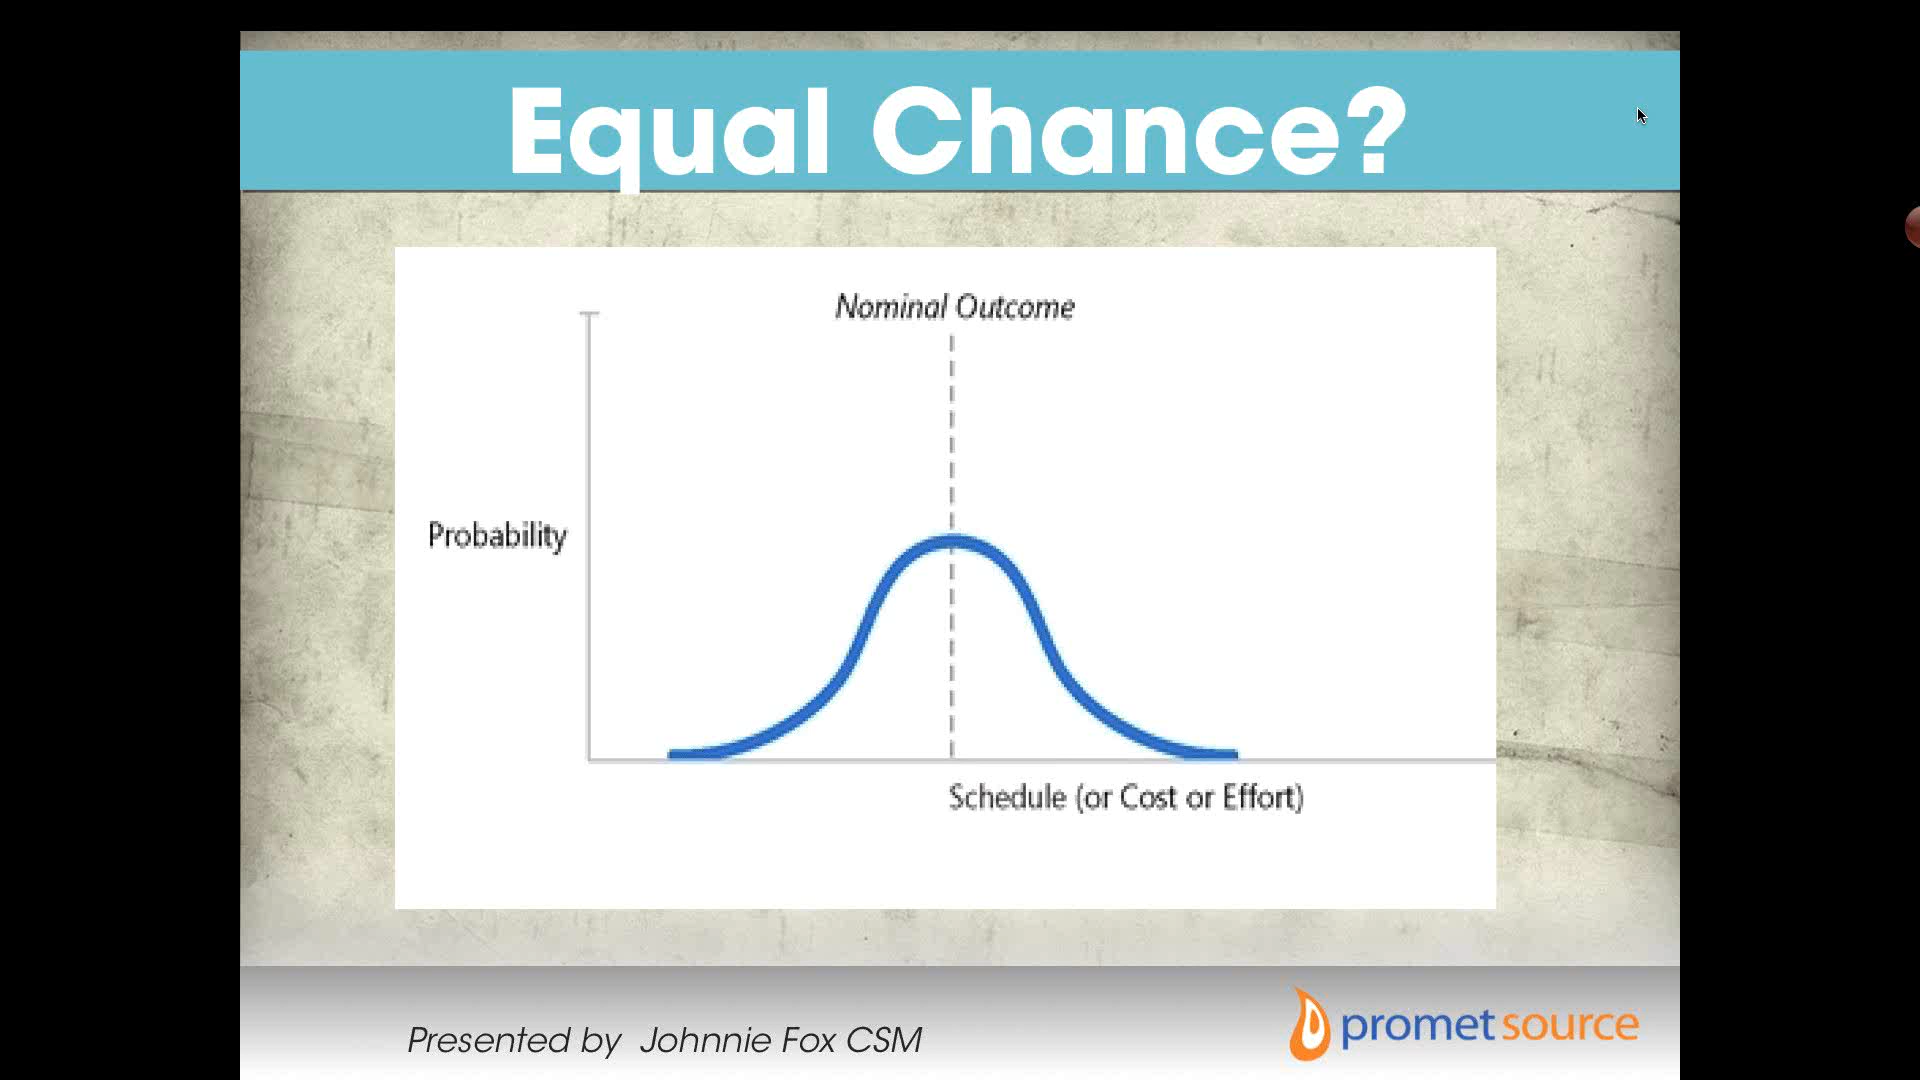 Equal Chance?
Nominal Outcome
Probability
Schedule (or Cost or Effort)
Presented by Johnnie Fox CSM
promet source